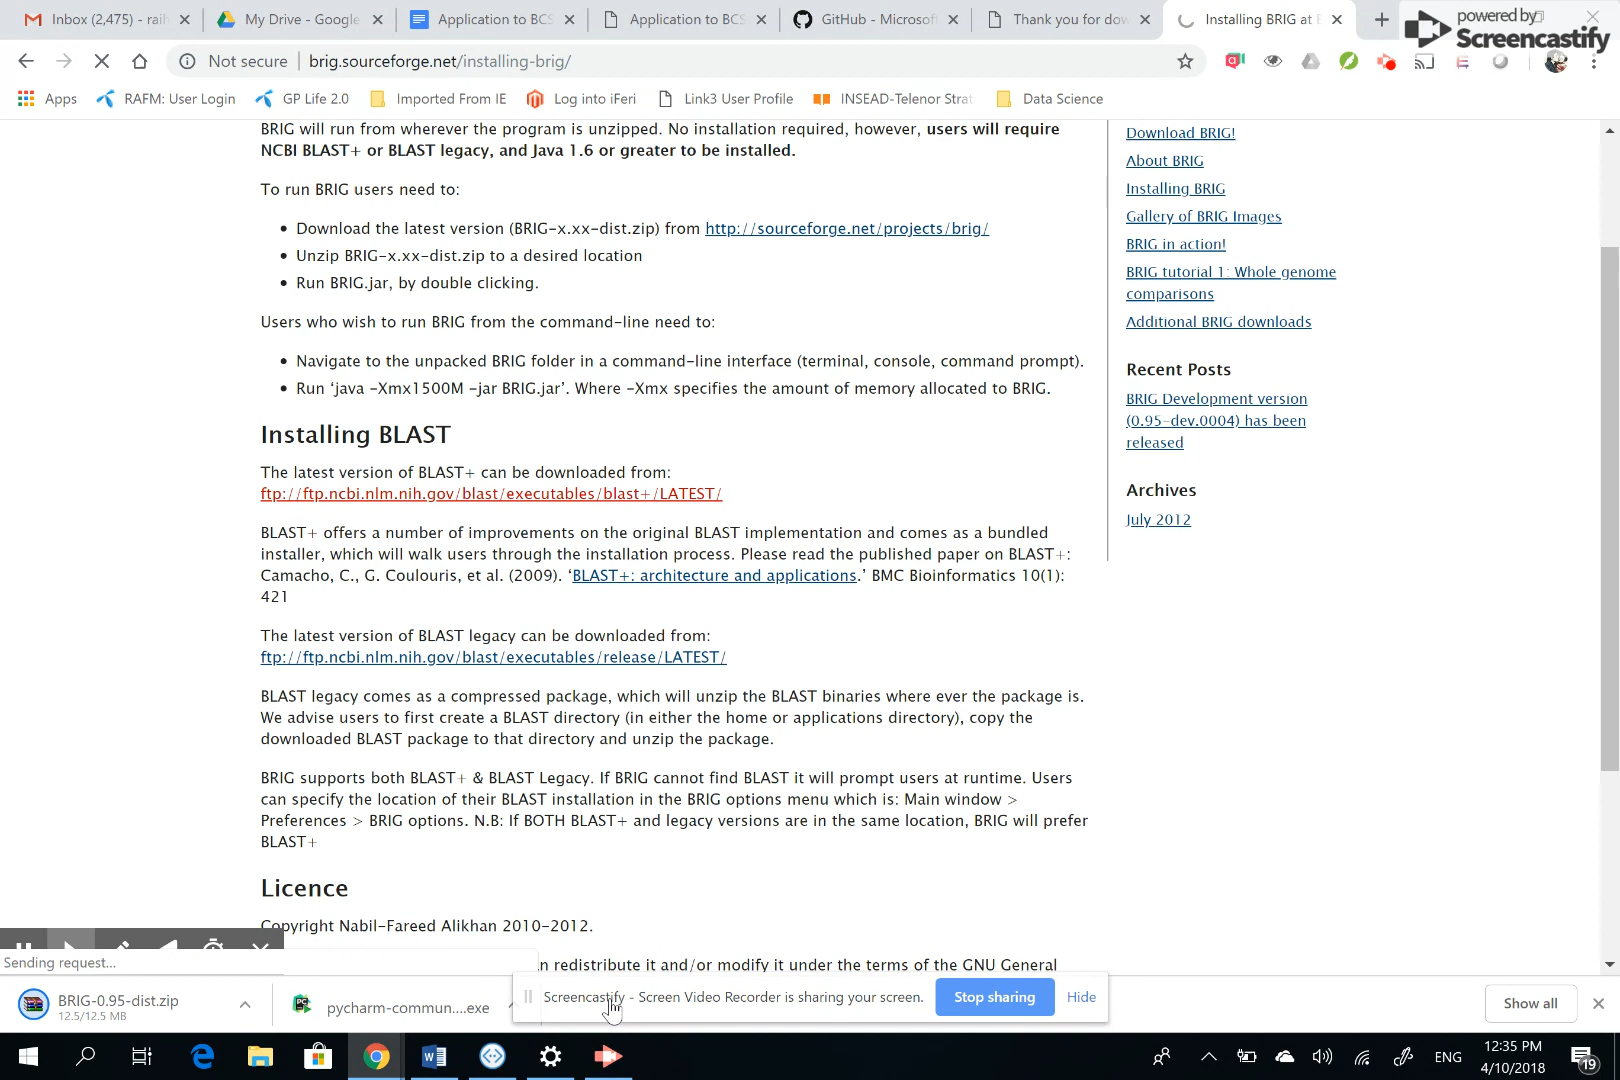 Inbox (2,475) - raih
My Drive - Google
Application to BCS
Application to BCS
GitHub - Microsof
Thank you for dow
Installing BRIG at B
powered by
Screencastify
Not secure
brig.sourceforge.net/installing-brig/
Apps
RAFM: User Login
GP Life 2.0
Imported From IE
Log into iFeri
Link3 User Profile
INSEAD-Telenor Strat
Data Science
BRIG will run from wherever the program is unzipped. No installation required, however, users will require
NCBI BLAST+ or BLAST legacy, and Java 1.6 or greater to be installed.
To run BRIG users need to:
• Download the latest version (BRIG-x.xx-dist.zip) from http://sourceforge.net/projects/brig/
• Unzip BRIG-x.xx-dist.zip to a desired location
• Run BRIG.jar, by double clicking.
Users who wish to run BRIG from the command-line need to:
• Navigate to the unpacked BRIG folder in a command-line interface (terminal, console, command prompt).
• Run ‘java -Xmx1500M -jar BRIG.jar’. Where -Xmx specifies the amount of memory allocated to BRIG.
Installing BLAST
The latest version of BLAST+ can be downloaded from:
ftp://ftp.ncbi.nlm.nih.gov/blast/executables/blast+/LATEST/
BLAST+ offers a number of improvements on the original BLAST implementation and comes as a bundled
installer, which will walk users through the installation process. Please read the published paper on BLAST+:
Camacho, C., G. Coulouris, et al. (2009). ‘BLAST+: architecture and applications.’ BMC Bioinformatics 10(1):
421
The latest version of BLAST legacy can be downloaded from:
ftp://ftp.ncbi.nlm.nih.gov/blast/executables/release/LATEST/
BLAST legacy comes as a compressed package, which will unzip the BLAST binaries where ever the package is.
We advise users to first create a BLAST directory (in either the home or applications directory), copy the
downloaded BLAST package to that directory and unzip the package.
BRIG supports both BLAST+ & BLAST Legacy. If BRIG cannot find BLAST it will prompt users at runtime. Users
can specify the location of their BLAST installation in the BRIG options menu which is: Main window >
Preferences > BRIG options. N.B: If BOTH BLAST+ and legacy versions are in the same location, BRIG will prefer
BLAST+
Licence
Copyright Nabil-Fareed Alikhan 2010-2012.
n redistribute it and/or modify it under the terms of the GNU General
Download BRIG!
About BRIG
Installing BRIG
Gallery of BRIG Images
BRIG in action!
BRIG tutorial 1: Whole genome
comparisons
Additional BRIG downloads
Recent Posts
BRIG Development version
(0.95-dev.0004) has been
released
Archives
July 2012
Sending request...
BRIG-0.95-dist.zip
12.5/12.5 MB
pycharm-commun....exe
Screencastify - Screen Video Recorder is sharing your screen.
Stop sharing
Hide
Show all
ENG
12:35 PM
4/10/2018
19